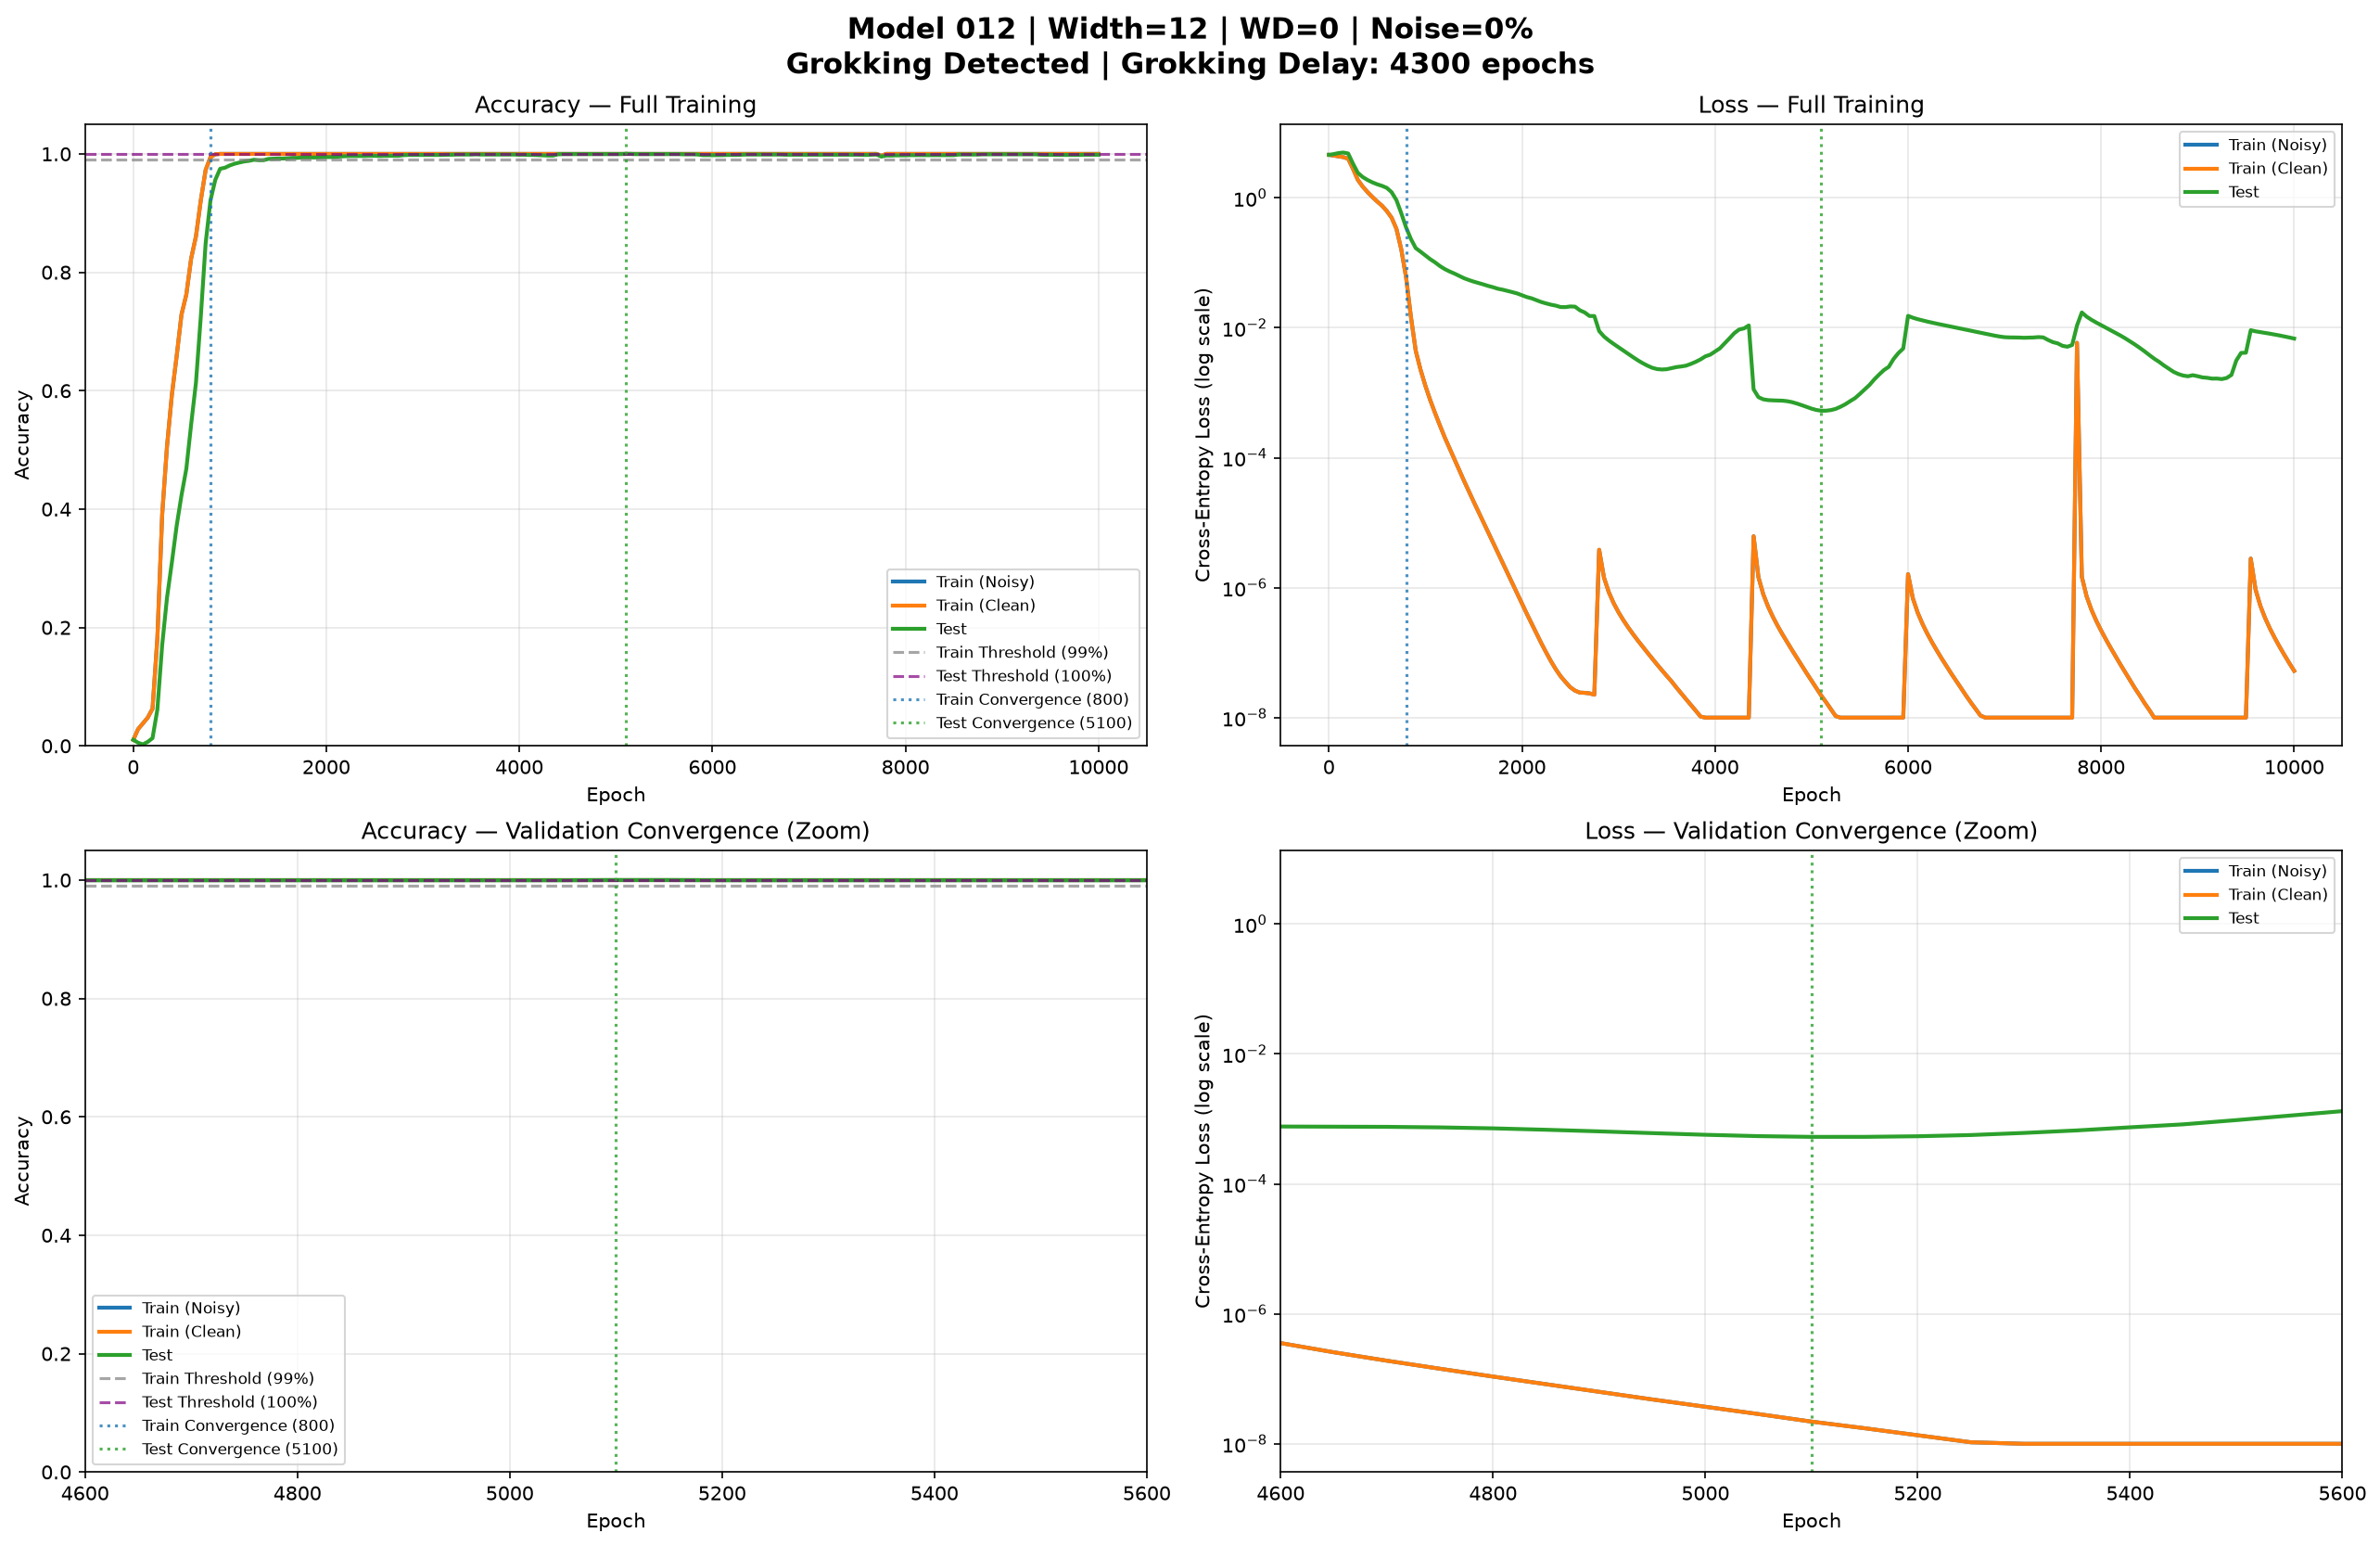 Model 012 | Width=12 | WD=0 | Noise=0%
Grokking Detected | Grokking Delay: 4300 epochs
Accuracy — Full Training
1.0
0.8
0.6
0.4
0.2
0.0
Accuracy
0 2000 4000 6000 8000 10000
Epoch
Train (Noisy)
Train (Clean)
Test
Train Threshold (99%)
Test Threshold (100%)
Train Convergence (800)
Test Convergence (5100)
Loss — Full Training
10^0
10^-2
10^-4
10^-6
10^-8
Cross-Entropy Loss (log scale)
0 2000 4000 6000 8000 10000
Epoch
Train (Noisy)
Train (Clean)
Test
Accuracy — Validation Convergence (Zoom)
1.0
0.8
0.6
0.4
0.2
0.0
Accuracy
4600 4800 5000 5200 5400 5600
Epoch
Train (Noisy)
Train (Clean)
Test
Train Threshold (99%)
Test Threshold (100%)
Train Convergence (800)
Test Convergence (5100)
Loss — Validation Convergence (Zoom)
10^0
10^-2
10^-4
10^-6
10^-8
Cross-Entropy Loss (log scale)
4600 4800 5000 5200 5400 5600
Epoch
Train (Noisy)
Train (Clean)
Test